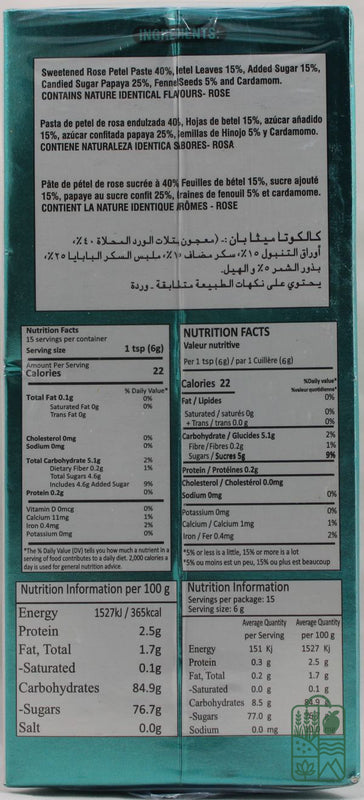 INGREDIENTS:
Sweetened Rose Petel Paste 40%, etel Leaves 15%, Added Sugar 15%,
Candied Sugar Papaya 25%, Fennel Seeds 5% and Cardamom.
CONTAINS NATURE IDENTICAL FLAVOURS- ROSE
Pasta de petel de rosa endulzada 40%, Hojas de betel 15%, azúcar añadido
15%, azúcar confitada papaya 25%, emillas de Hinojo 5% y Cardamomo.
CONTIENE NATURALEZA IDENTICA SABORES- ROSA
Pâte de pétel de rose sucrée à 40% Feuilles de bétel 15%, sucre ajouté
15%, papaye au sucre confit 25%, raines de fenouil 5% et cardamome.
CONTIENT LA NATURE IDENTIQUE ARÔMES - ROSE
كالكوتا ميثا بان :- (معجون بتلات الورد المحلاة ٤٠٪،
أوراق التنبول ١٥٪، سكر مضاف ١٥٪، ملبس السكر البابايا ٢٥٪،
بذور الشمر ٥٪ والهيل.
يحتوي على نكهات الطبيعة متطابقة - وردة
Nutrition Facts
15 servings per container
Serving size 1 tsp (6g)
Amount Per Serving
Calories 22
% Daily Value*
Total Fat 0.1g 0%
Saturated Fat 0g 0%
Trans Fat 0g
Cholesterol 0mg 0%
Sodium 0mg 0%
Total Carbohydrate 5.1g 2%
Dietary Fiber 0.2g 1%
Total Sugars 4.6g
Includes 4.6g Added Sugar 9%
Protein 0.2g 0%
Vitamin D 0mcg 0%
Calcium 11mg 1%
Iron 0.4mg 2%
Potassium 0mg 0%
*The % Daily Value (DV) tells you how much a nutrient in a
serving of food contributes to a daily diet. 2,000 calories a
day is used for general nutrition advice.
NUTRITION FACTS
Valeur nutritive
Per 1 tsp (6g) / par 1 Cuillère (6g)
Calories 22 %Daily value*
%valeur quotidienne*
Fat / Lipides 0%
Saturated / saturés 0g 0%
+ Trans / trans 0.0 g 0%
Carbohydrate / Glucides 5.1g 2%
Fibre / Fibres 0.2g 1%
Sugars / Sucres 5g 9%
Protein / Protéines 0.2g
Cholesterol / Cholestérol 0.0mg
Sodium 0mg 0%
Potassium 0mg 0%
Calcium / Calcium 1mg 1%
Iron / Fer 0.4mg 2%
*5% or less is a little, 15% or more is a lot
*5% ou moins est un peu, 15% ou plus est beaucoup
Nutrition Information per 100 g
Energy 1527kJ / 365kcal
Protein 2.5g
Fat, Total 1.7g
-Saturated 0.1g
Carbohydrates 84.9g
-Sugars 76.7g
Salt 0.0g
Nutrition Information
Servings per package: 15
Serving size: 6 g
Average Quantity Average Quantity
per Serving per 100 g
Energy 151 Kj 1527 Kj
Protein 0.3 g 2.5 g
Fat, Total 0.2 g 1.7 g
-Saturated 0.0 g 0.1 g
Carbohydrates 8.5 g 84.9
-Sugars 77.0 g
Sodium 0.0 mg